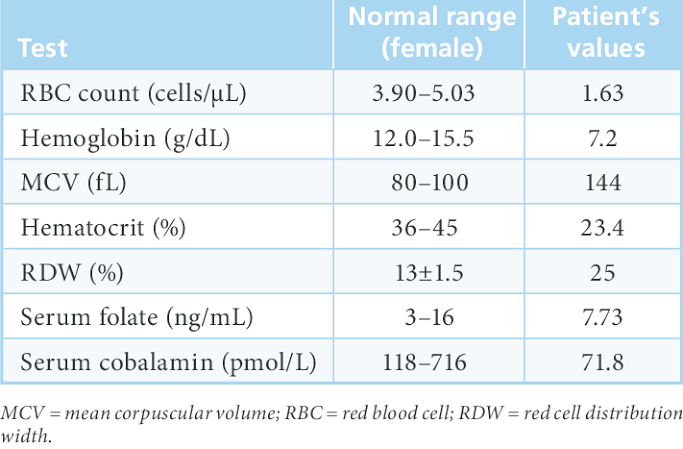 Test Normal range (female) Patient’s values
RBC count (cells/µL) 3.90–5.03 1.63
Hemoglobin (g/dL) 12.0–15.5 7.2
MCV (fL) 80–100 144
Hematocrit (%) 36–45 23.4
RDW (%) 13±1.5 25
Serum folate (ng/mL) 3–16 7.73
Serum cobalamin (pmol/L) 118–716 71.8
MCV = mean corpuscular volume; RBC = red blood cell; RDW = red cell distribution
width.